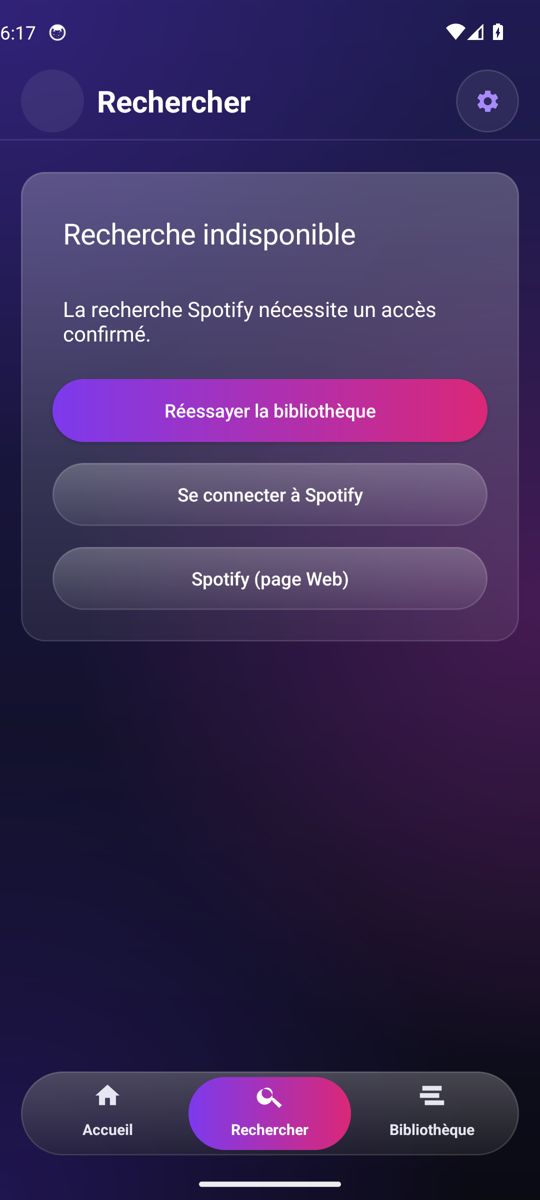 6:17
Rechercher
Recherche indisponible
La recherche Spotify nécessite un accès
confirmé.
Réessayer la bibliothèque
Se connecter à Spotify
Spotify (page Web)
Accueil
Rechercher
Bibliothèque